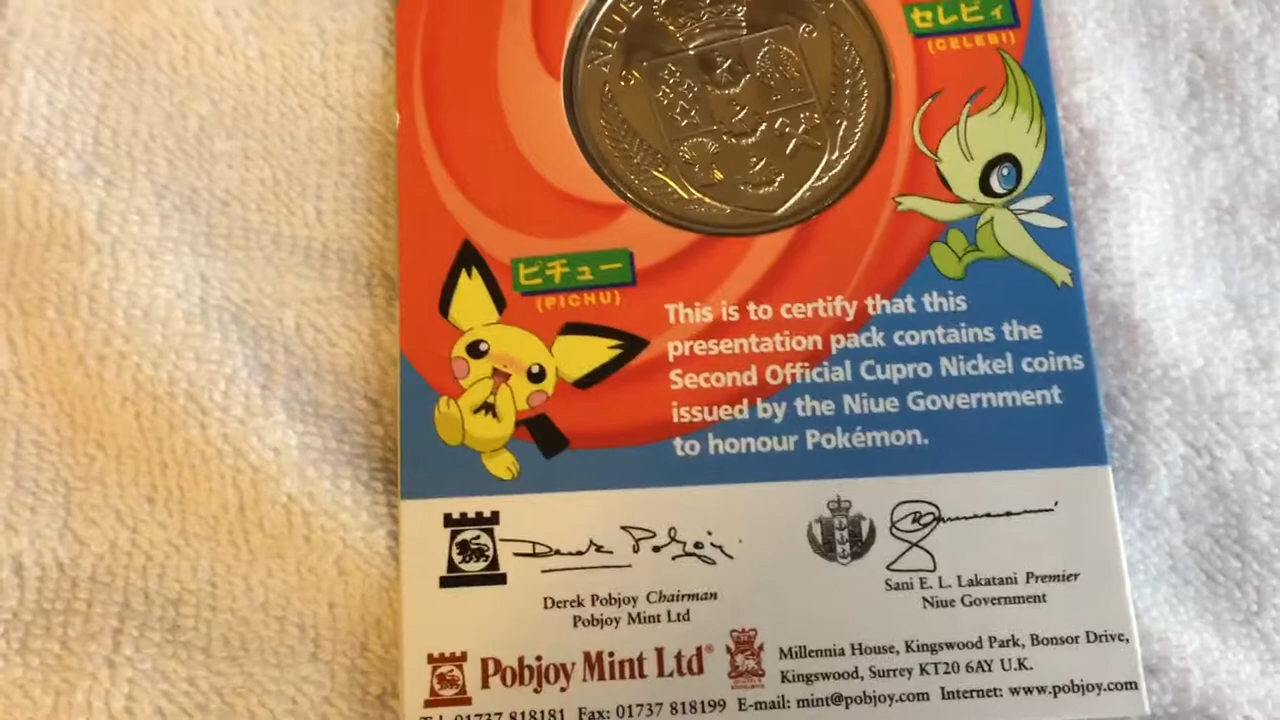 NIUE
セレビィ
(CELEBI)
ピチュー
(PICHU)
This is to certify that this
presentation pack contains the
Second Official Cupro Nickel coins
issued by the Niue Government
to honour Pokémon.
Derek Pobjoy
Derek Pobjoy Chairman
Pobjoy Mint Ltd
Sani E. L. Lakatani Premier
Niue Government
Pobjoy Mint Ltd®
Millennia House, Kingswood Park, Bonsor Drive,
Kingswood, Surrey KT20 6AY U.K.
Tel: 01737 818181 Fax: 01737 818199 E-mail: mint@pobjoy.com Internet: www.pobjoy.com